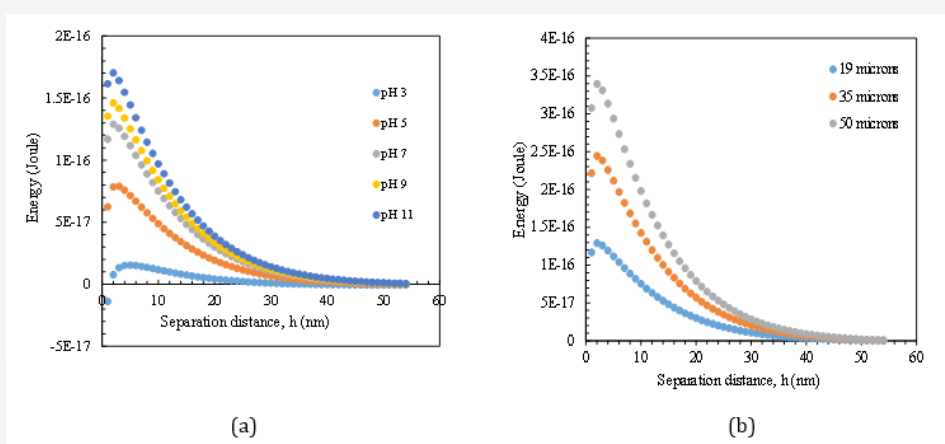 (a)
2E-16
1.5E-16
1E-16
5E-17
0
-5E-17
Energy (Joule)
0 10 20 30 40 50 60
Separation distance, h (nm)
pH 3
pH 5
pH 7
pH 9
pH 11
(a)
(b)
4E-16
3.5E-16
3E-16
2.5E-16
2E-16
1.5E-16
1E-16
5E-17
0
Energy (Joule)
0 10 20 30 40 50 60
Separation distance, h (nm)
19 microns
35 microns
50 microns
(b)